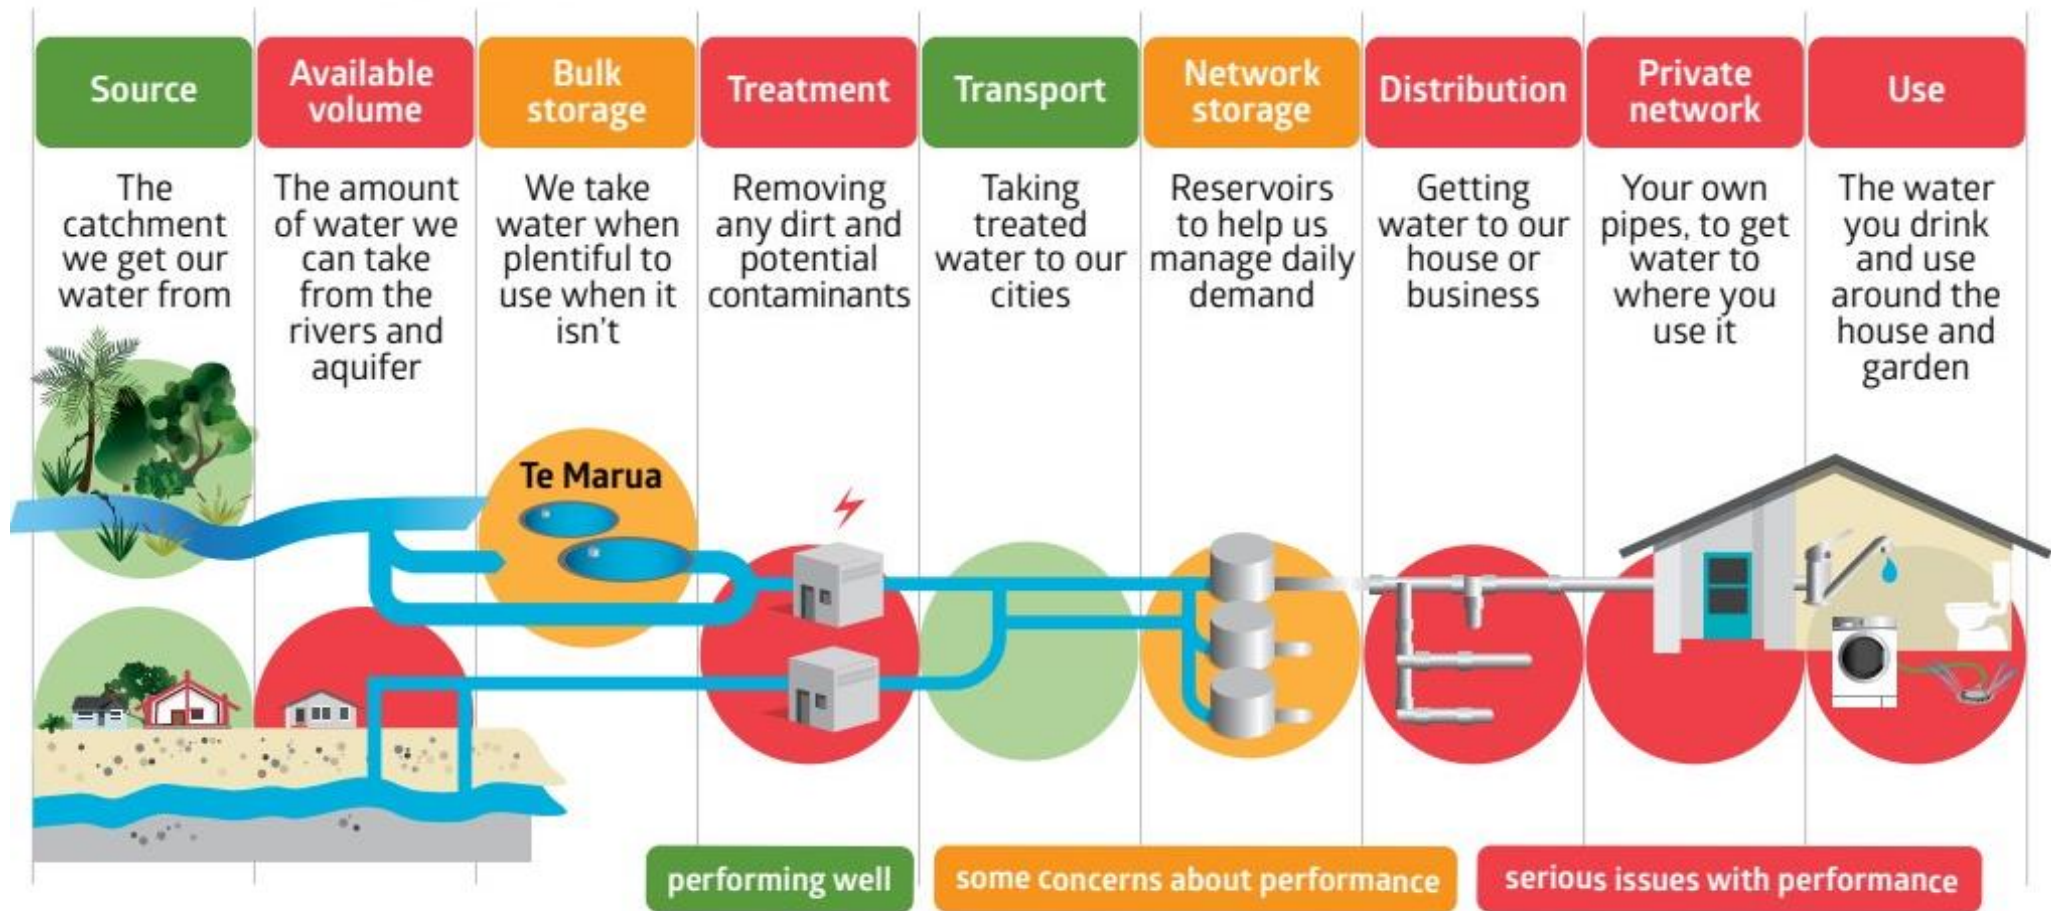 Source
Available
volume
Bulk
storage
Treatment
Transport
Network
storage
Distribution
Private
network
Use
The
catchment
we get our
water from
The amount
of water we
can take
from the
rivers and
aquifer
We take
water when
plentiful to
use when it
isn't
Removing
any dirt and
potential
contaminants
Taking
treated
water to our
cities
Reservoirs
to help us
manage daily
demand
Getting
water to our
house or
business
Your own
pipes, to get
water to
where you
use it
The water
you drink
and use
around the
house and
garden
Te Marua
performing well
some concerns about performance
serious issues with performance